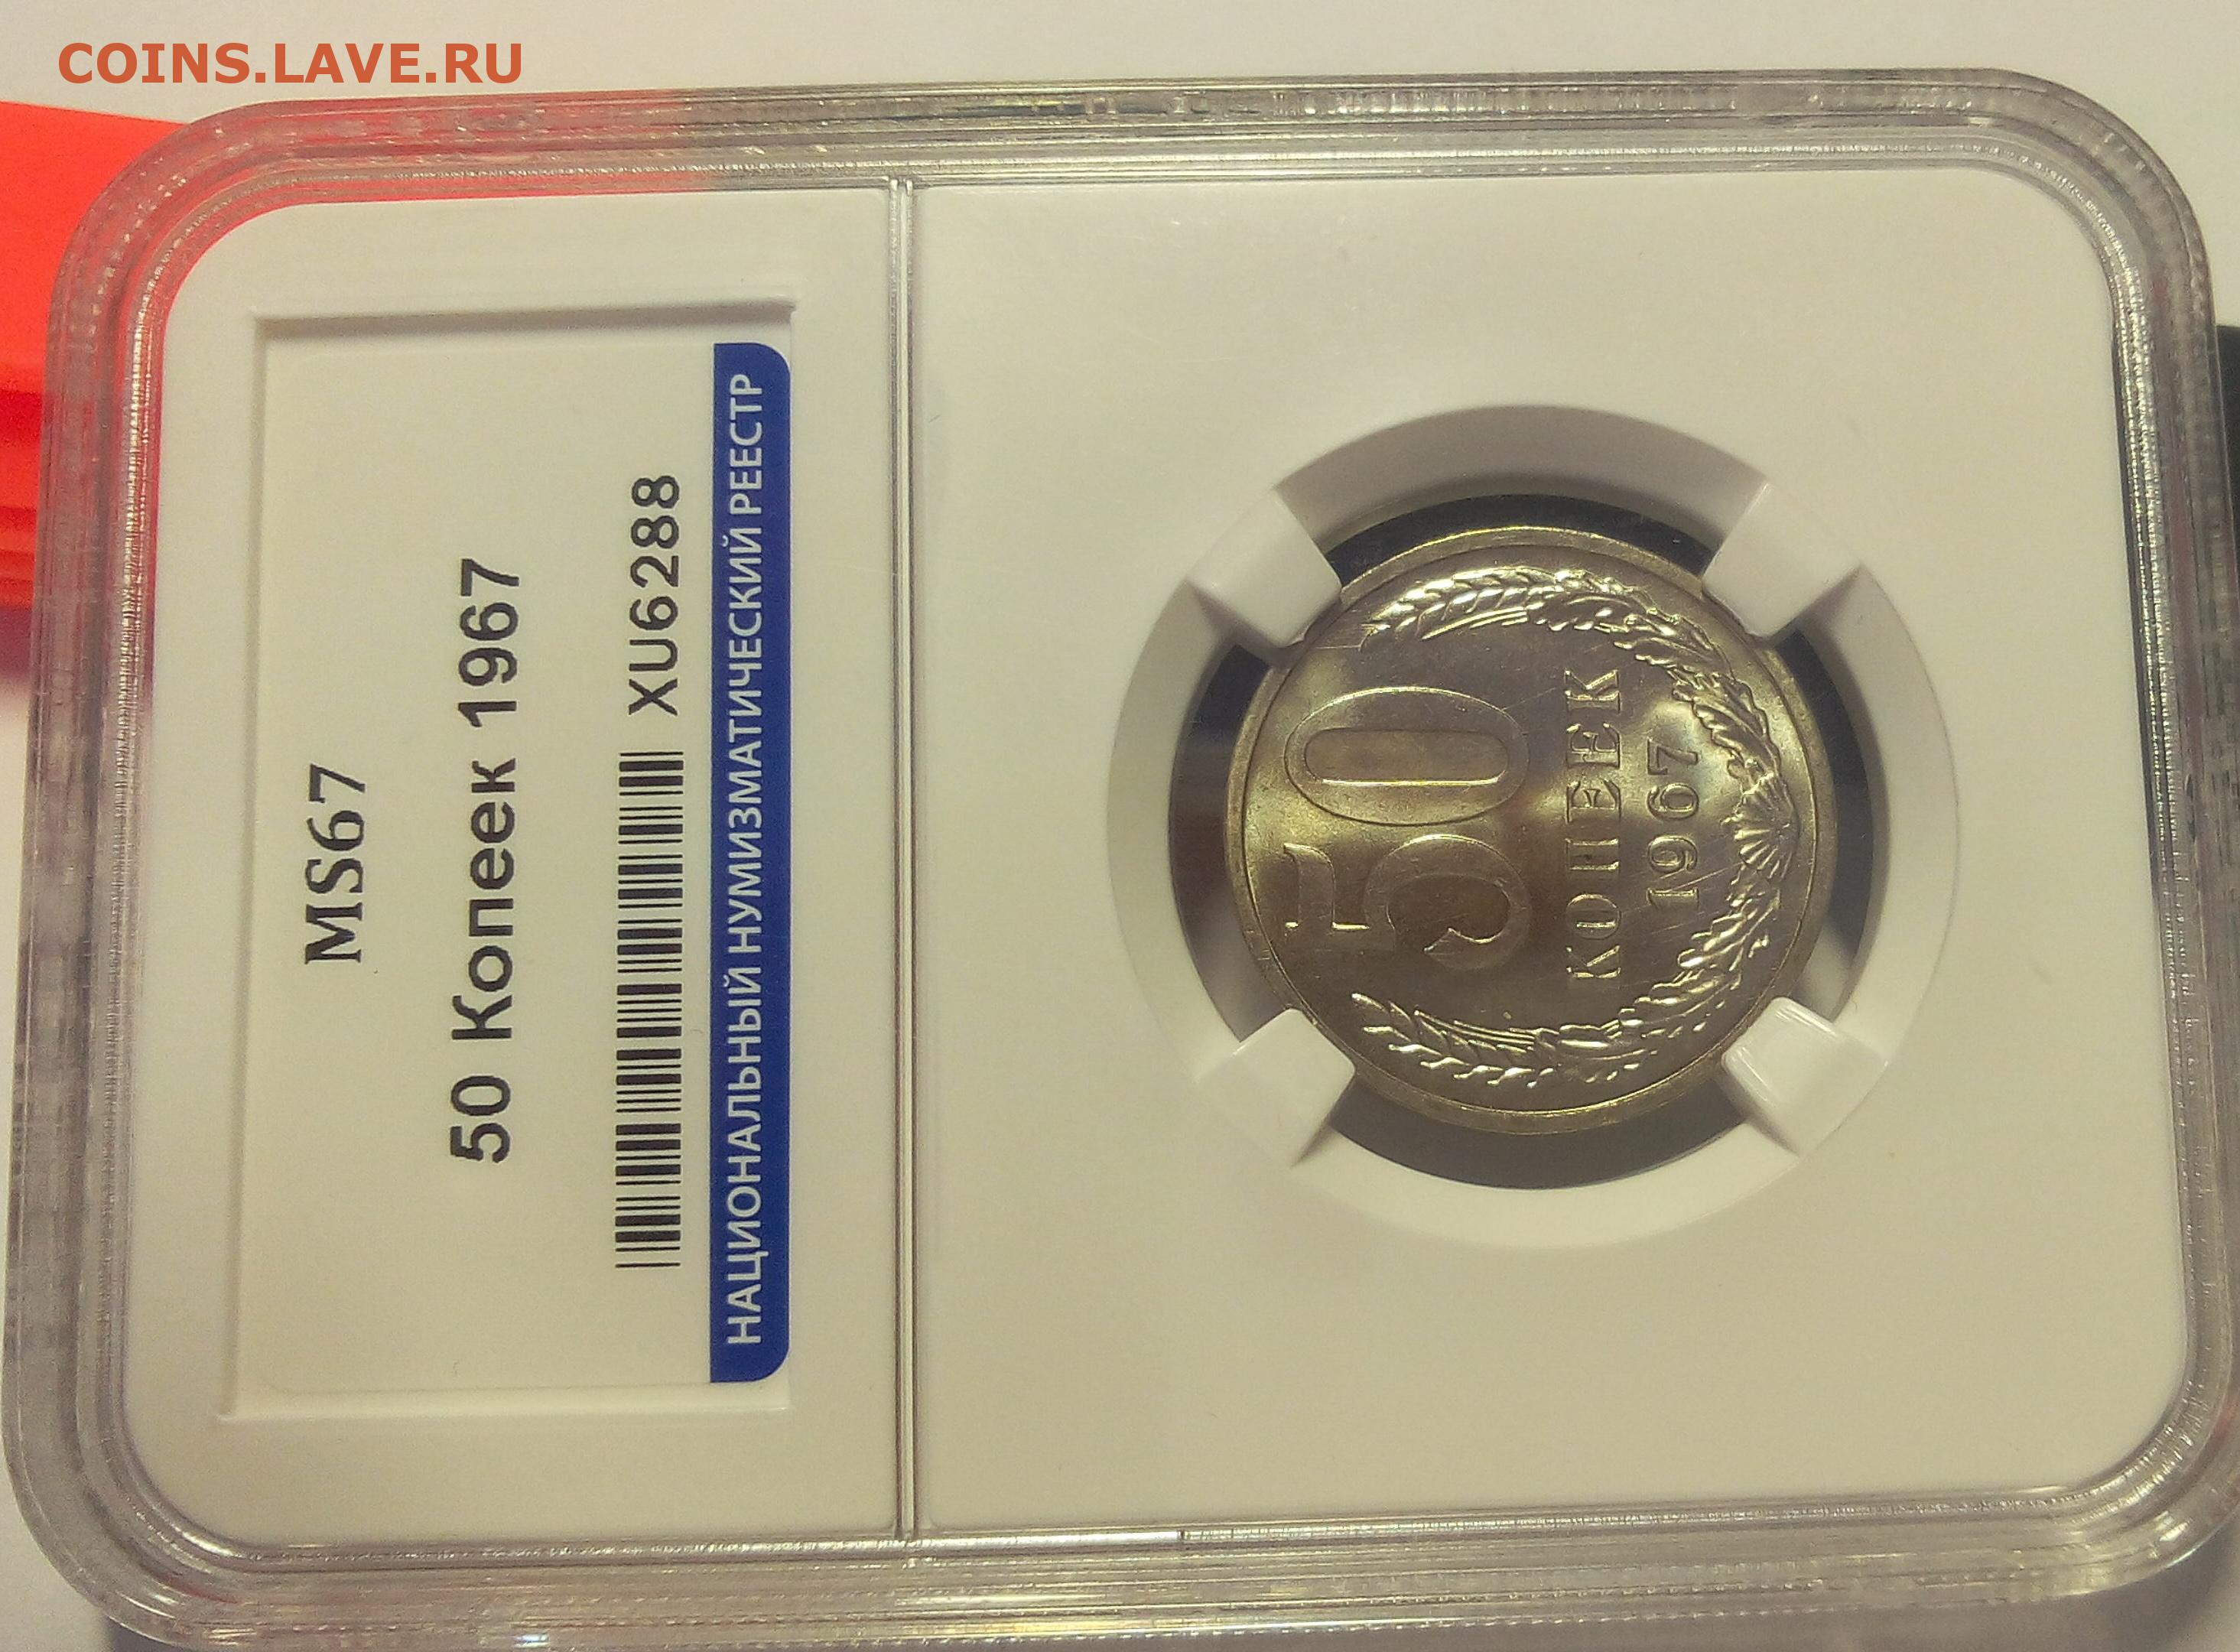 COINS.LAVE.RU
MS67
50 Копеек 1967
XU6288
НАЦИОНАЛЬНЫЙ НУМИЗМАТИЧЕСКИЙ РЕЕСТР
50
КОПЕЕК
1967